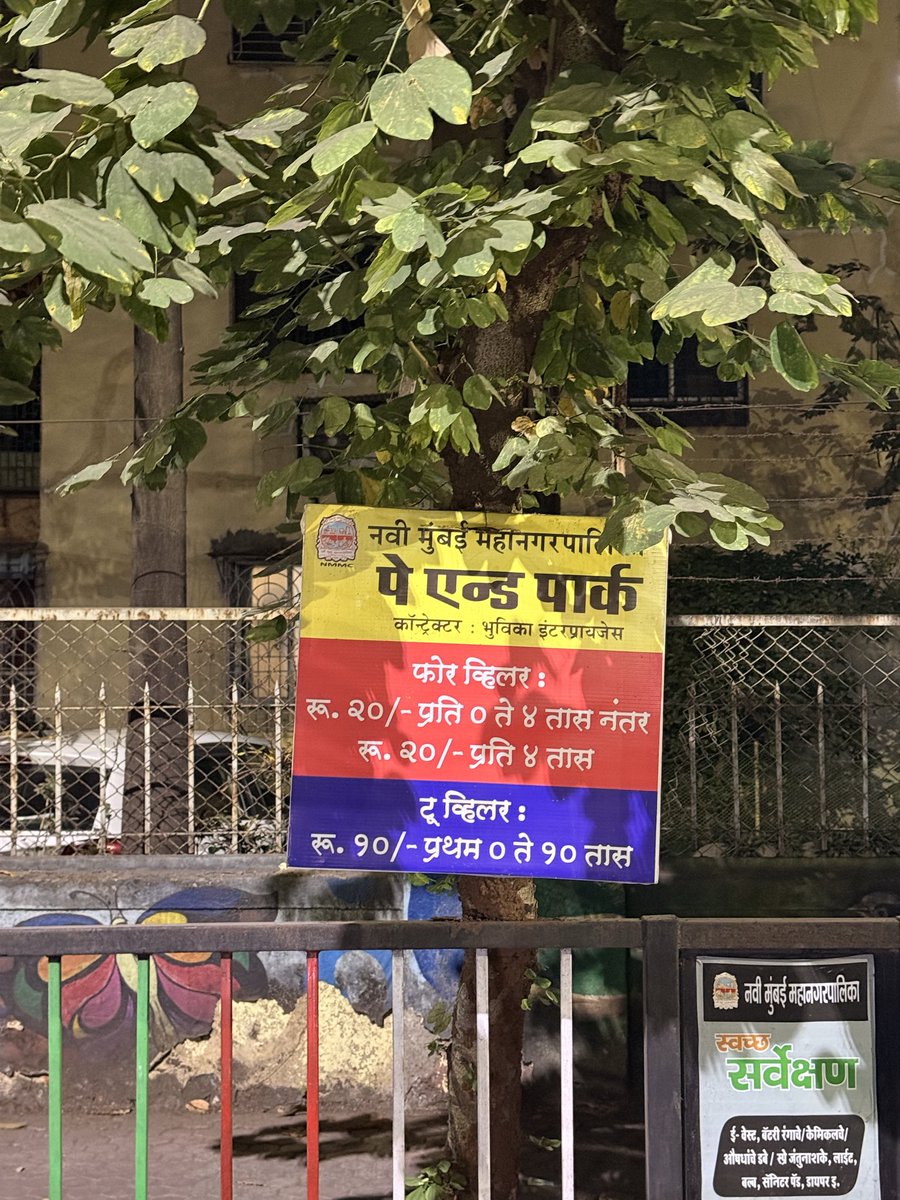 नवी मुंबई महानगरपालिका
NMMC
पे एन्ड पार्क
कॉन्ट्रेक्टर : भुविका इंटरप्रायजेस
फोर व्हिलर :
रू. २०/- प्रति ० ते ४ तास नंतर
रू. २०/- प्रति ४ तास
टू व्हिलर :
रू. १०/- प्रथम ० ते १० तास
नवी मुंबई महानगरपालिका
स्वच्छ
सर्वेक्षण
ई- वेस्ट, बॅटरी रंगाचे/केमिकलचे/
औषधांचे डबे / स्प्रे जंतुनाशके, लाईट,
बल्ब, सॅनिटर पॅड, डायपर इ.